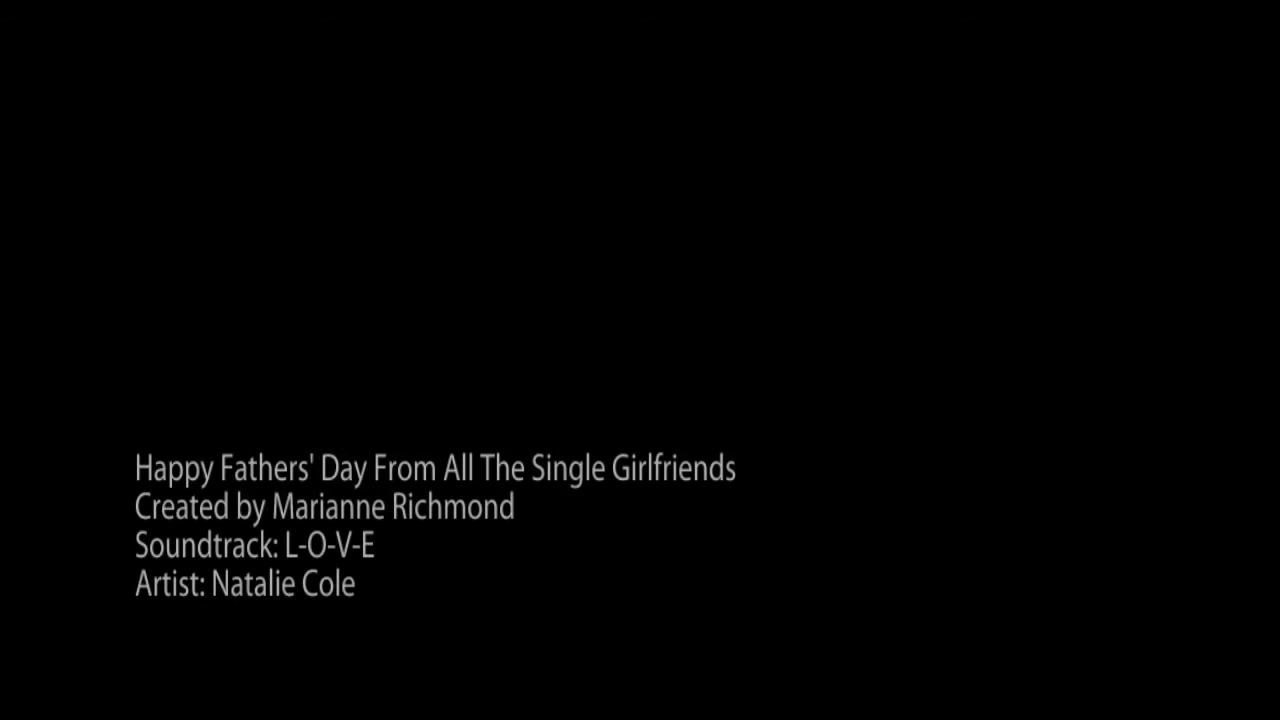 Happy Fathers' Day From All The Single Girlfriends
Created by Marianne Richmond
Soundtrack: L-O-V-E
Artist: Natalie Cole